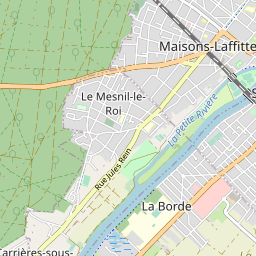 Maisons-Laffitte
Le Mesnil-le-
Roi
La Petite Rivière
S
Rue Jules Rein
La Borde
Carrières-sous-